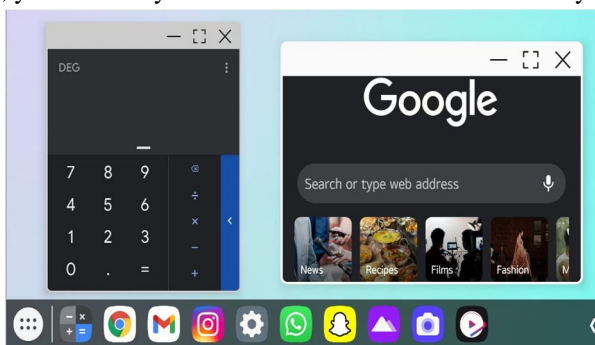 DEG
7 8 9
÷
4 5 6
×
1 2 3
−
0 . =
+
Google
Search or type web address
News Recipes Films Fashion M